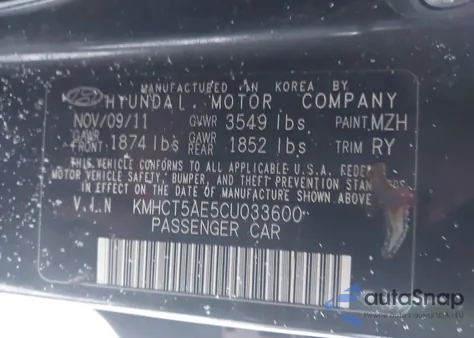 MANUFACTURED IN KOREA BY
HYUNDAI MOTOR COMPANY
NOV/09/11 GVWR 3549 lbs PAINT: MZH
GAWR FRONT: 1874 lbs GAWR REAR 1852 lbs TRIM RY
THIS VEHICLE CONFORMS TO ALL APPLICABLE U.S.A. FEDERAL
MOTOR VEHICLE SAFETY, BUMPER, AND THEFT PREVENTION STANDARDS
IN EFFECT ON THE DATE OF MANUFACTURE SHOWN ABOVE.
V.I.N KMHCT5AE5CU033600
PASSENGER CAR
autoSnap